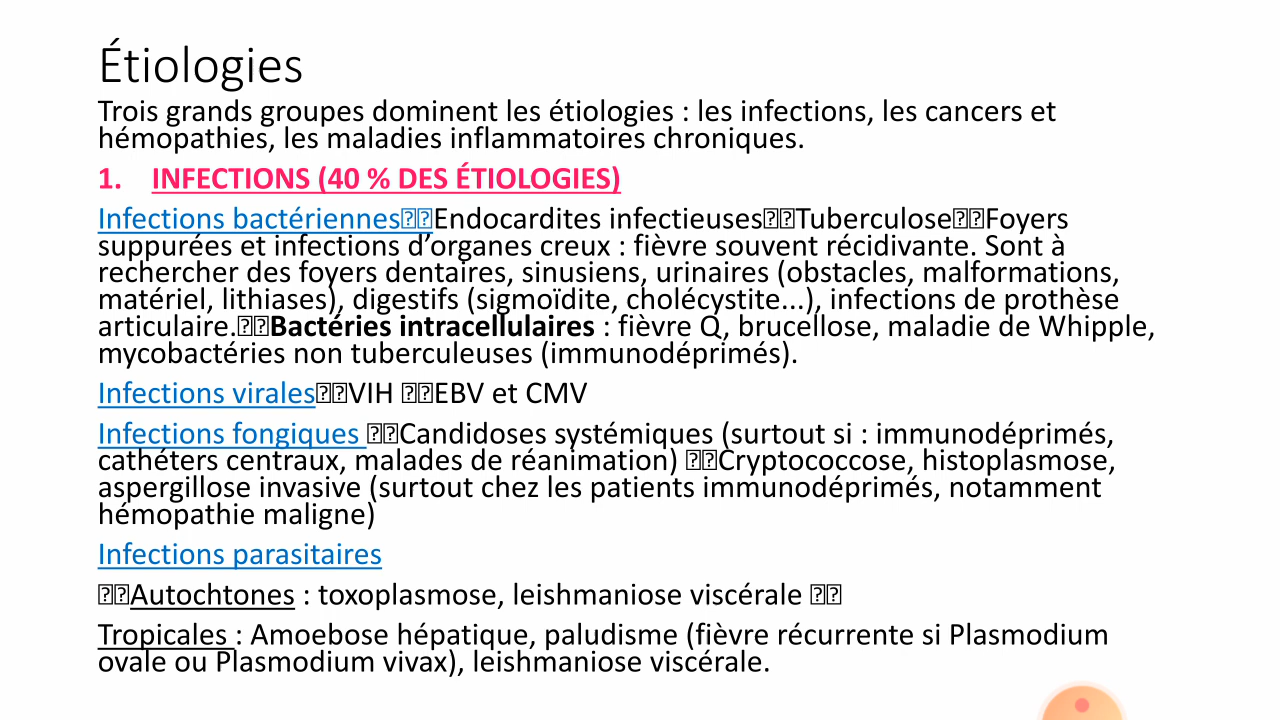 Étiologies
Trois grands groupes dominent les étiologies : les infections, les cancers et
hémopathies, les maladies inflammatoires chroniques.
1. INFECTIONS (40 % DES ÉTIOLOGIES)
Infections bactériennes⍰⍰Endocardites infectieuses⍰⍰Tuberculose⍰⍰Foyers
suppurées et infections d’organes creux : fièvre souvent récidivante. Sont à
rechercher des foyers dentaires, sinusiens, urinaires (obstacles, malformations,
matériel, lithiases), digestifs (sigmoïdite, cholécystite...), infections de prothèse
articulaire.⍰⍰Bactéries intracellulaires : fièvre Q, brucellose, maladie de Whipple,
mycobactéries non tuberculeuses (immunodéprimés).
Infections virales⍰⍰VIH ⍰⍰EBV et CMV
Infections fongiques ⍰⍰Candidoses systémiques (surtout si : immunodéprimés,
cathéters centraux, malades de réanimation) ⍰⍰Cryptococcose, histoplasmose,
aspergillose invasive (surtout chez les patients immunodéprimés, notamment
hémopathie maligne)
Infections parasitaires
⍰⍰Autochtones : toxoplasmose, leishmaniose viscérale ⍰⍰
Tropicales : Amoebose hépatique, paludisme (fièvre récurrente si Plasmodium
ovale ou Plasmodium vivax), leishmaniose viscérale.